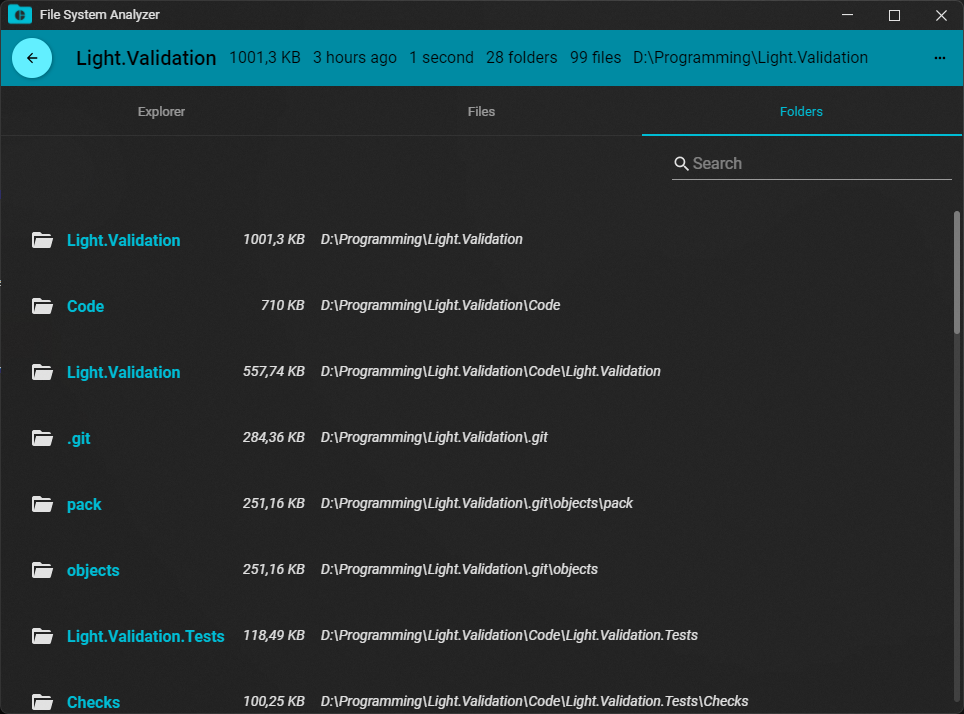 File System Analyzer
Light.Validation 1001,3 KB 3 hours ago 1 second 28 folders 99 files D:\Programming\Light.Validation ...
Explorer Files Folders
Search
Light.Validation 1001,3 KB D:\Programming\Light.Validation
Code 710 KB D:\Programming\Light.Validation\Code
Light.Validation 557,74 KB D:\Programming\Light.Validation\Code\Light.Validation
.git 284,36 KB D:\Programming\Light.Validation\.git
pack 251,16 KB D:\Programming\Light.Validation\.git\objects\pack
objects 251,16 KB D:\Programming\Light.Validation\.git\objects
Light.Validation.Tests 118,49 KB D:\Programming\Light.Validation\Code\Light.Validation.Tests
Checks 100,25 KB D:\Programming\Light.Validation\Code\Light.Validation.Tests\Checks